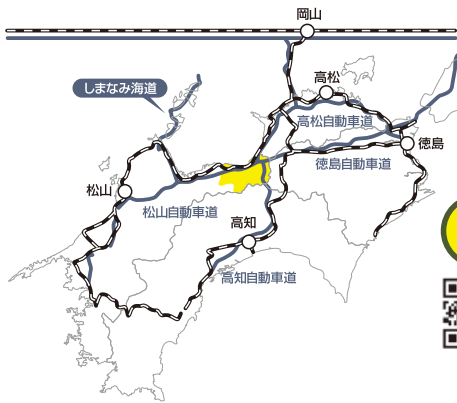 岡山
しまなみ海道
高松
高松自動車道
徳島
徳島自動車道
松山
松山自動車道
高知
高知自動車道